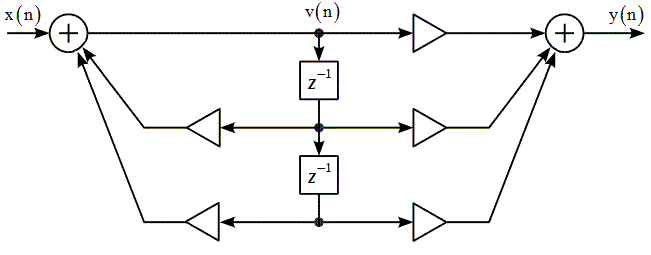 x(n) v(n) y(n)
+ +
z⁻¹
z⁻¹